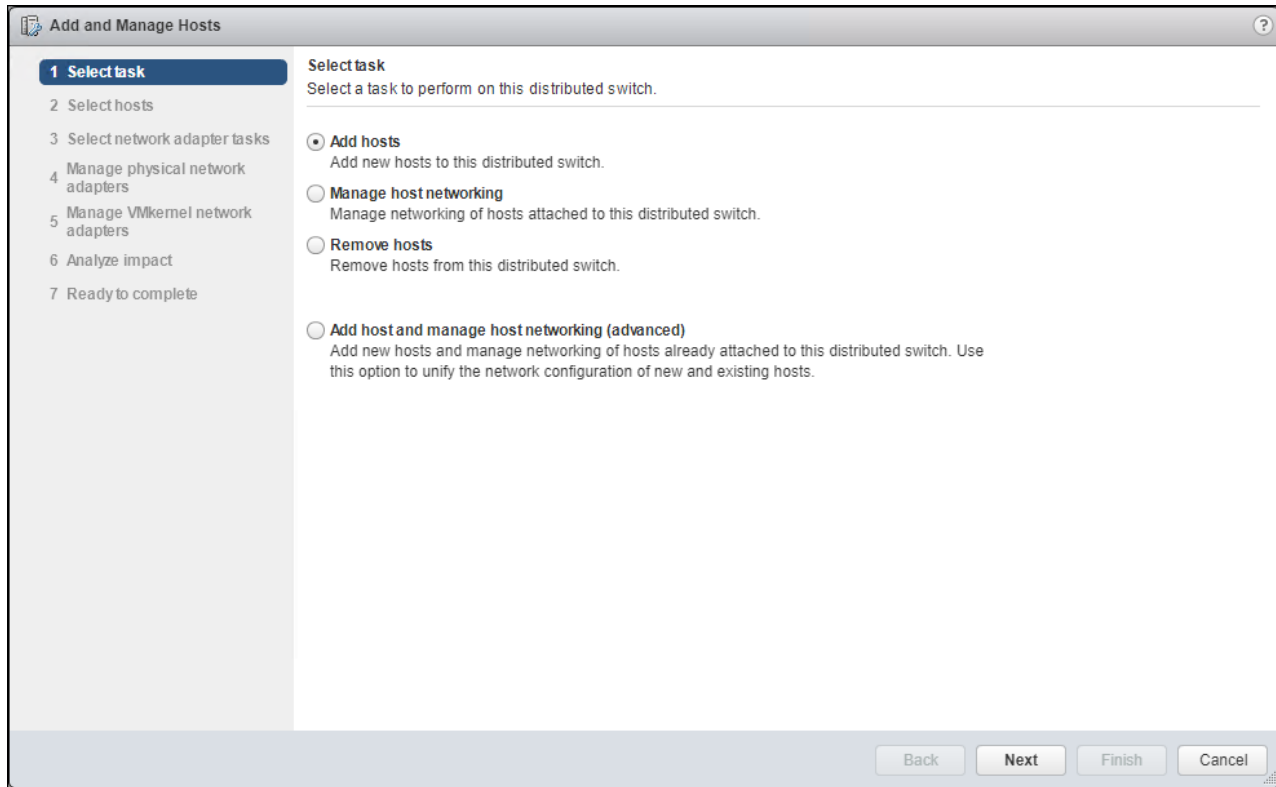 Add and Manage Hosts
?
1 Select task
2 Select hosts
3 Select network adapter tasks
4 Manage physical network
adapters
5 Manage VMkernel network
adapters
6 Analyze impact
7 Ready to complete
Select task
Select a task to perform on this distributed switch.
Add hosts
Add new hosts to this distributed switch.
Manage host networking
Manage networking of hosts attached to this distributed switch.
Remove hosts
Remove hosts from this distributed switch.
Add host and manage host networking (advanced)
Add new hosts and manage networking of hosts already attached to this distributed switch. Use
this option to unify the network configuration of new and existing hosts.
Back Next Finish Cancel